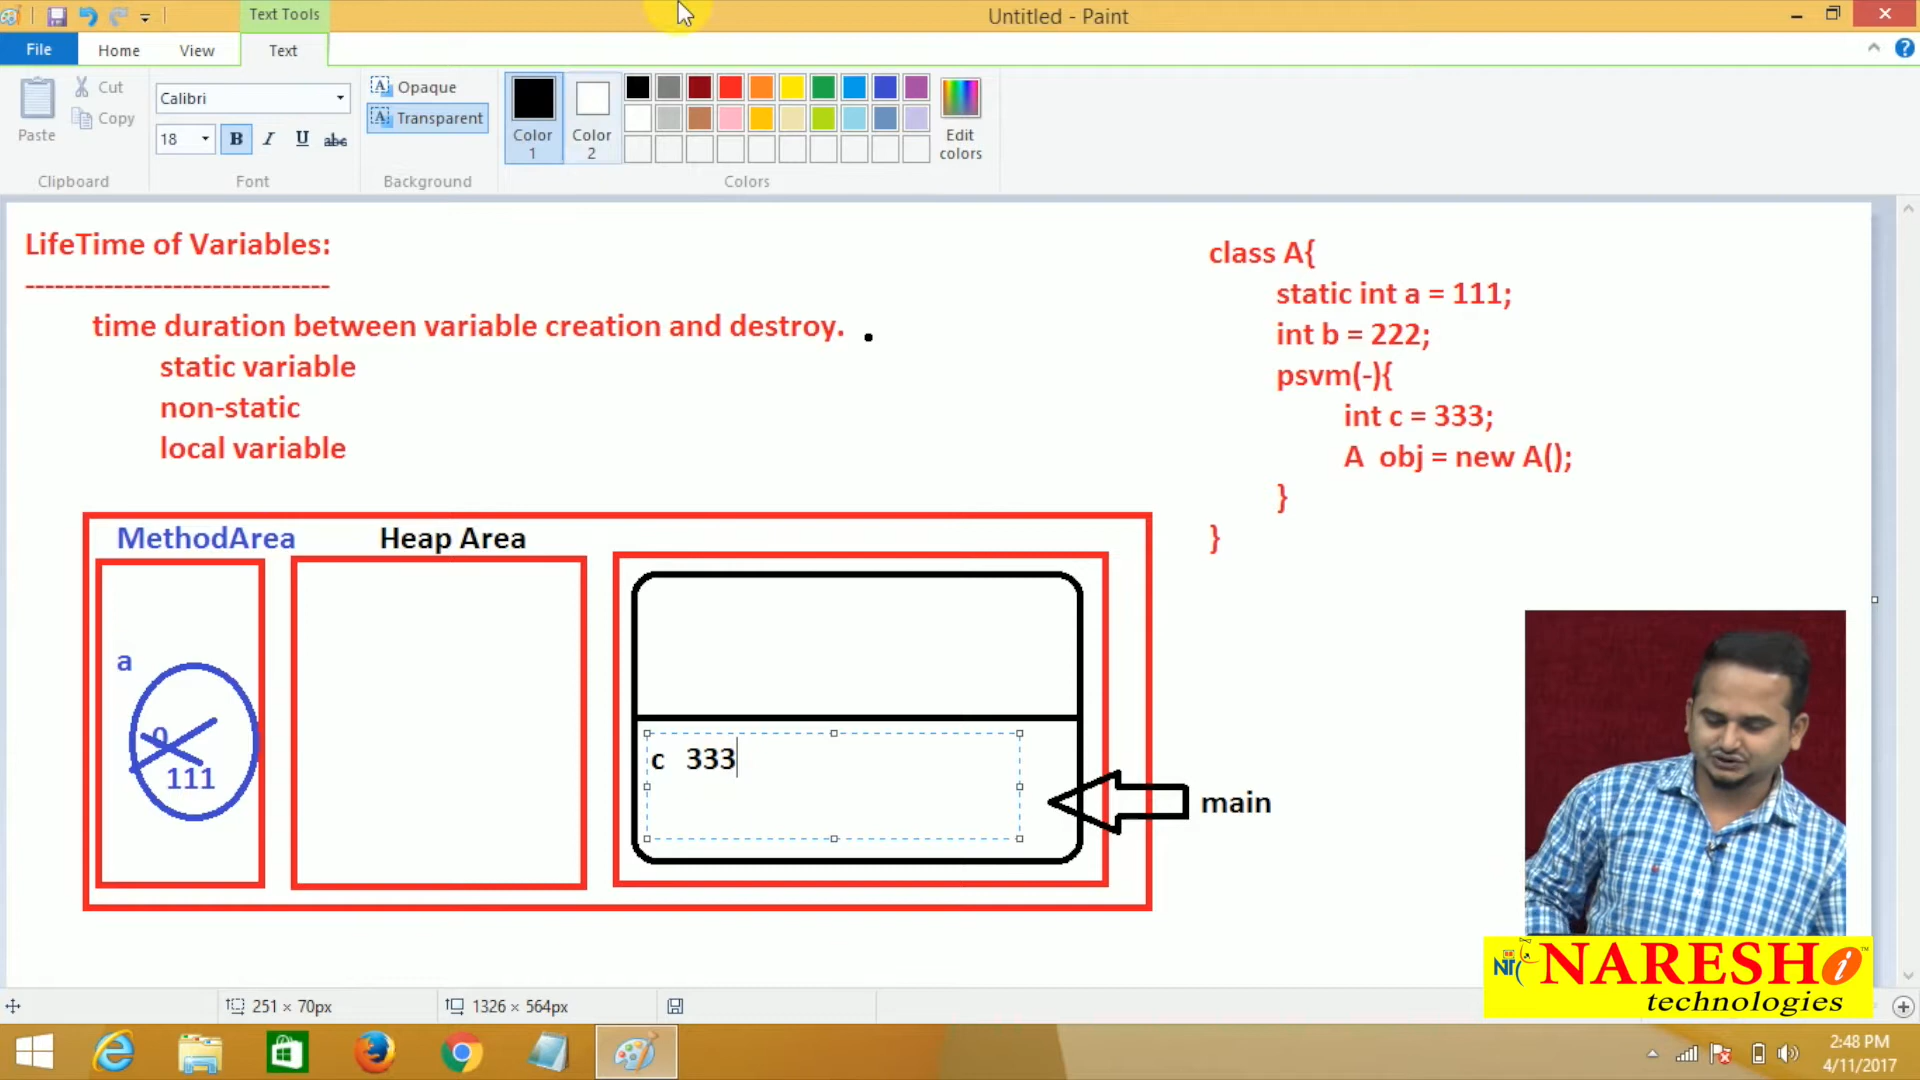 Text Tools
Untitled - Paint
File
Home
View
Text
Paste
Cut
Copy
Clipboard
Calibri
18
B
I
U
abc
Font
Opaque
Transparent
Background
Color
1
Color
2
Edit
colors
Colors
LifeTime of Variables:
-------------------------------
time duration between variable creation and destroy.
static variable
non-static
local variable
class A{
static int a = 111;
int b = 222;
psvm(-){
int c = 333;
A obj = new A();
}
}
MethodArea
Heap Area
a
0
111
c 333
main
NARESH i
technologies
251 × 70px
1326 × 564px
2:48 PM
4/11/2017